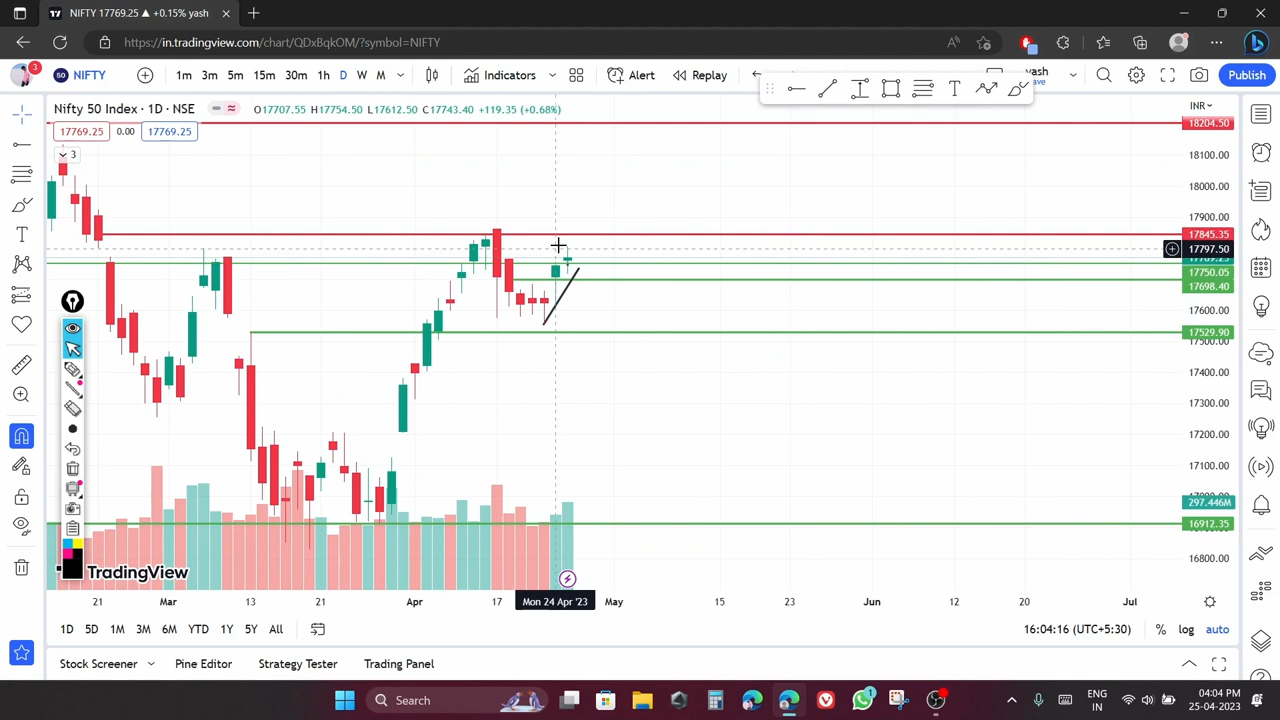 NIFTY 17769.25 ▲ +0.15% yash
https://in.tradingview.com/chart/QDxBqkOM/?symbol=NIFTY
3
NIFTY 1m 3m 5m 15m 30m 1h D W M Indicators Alert Replay yash Publish
Nifty 50 Index · 1D · NSE O17707.55 H17754.50 L17612.50 C17743.40 +119.35 (+0.68%) INR
17769.25 0.00 17769.25
3
18204.50
18100.00
18000.00
17900.00
17845.35
17797.50
17769.25
17750.05
17698.40
17600.00
17529.90
17500.00
17400.00
17300.00
17200.00
17100.00
297.446M
16912.35
16800.00
TradingView
21 Mar 13 21 Apr 17 Mon 24 Apr '23 May 15 23 Jun 12 20 Jul
1D 5D 1M 3M 6M YTD 1Y 5Y All 16:04:16 (UTC+5:30) % log auto
Stock Screener Pine Editor Strategy Tester Trading Panel
Search 1 ENG 04:04 PM
IN 25-04-2023